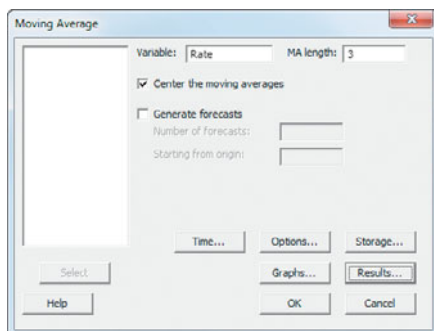 Moving Average
Variable: Rate MA length: 3
Center the moving averages
Generate forecasts
Number of forecasts:
Starting from origin:
Time... Options... Storage...
Select Graphs... Results...
Help OK Cancel